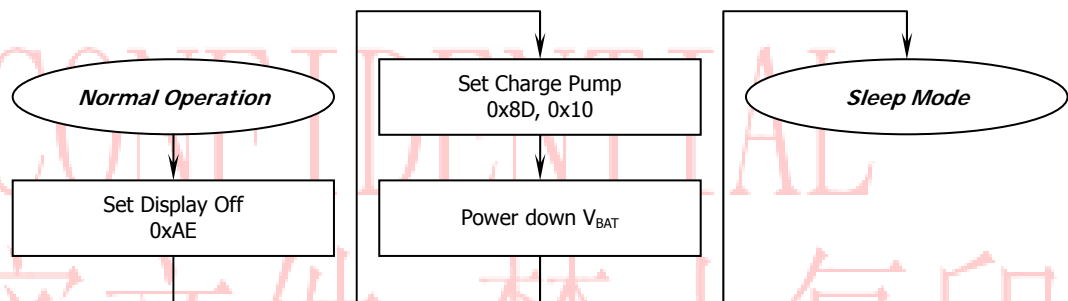 Normal Operation
Set Display Off
0xAE
Set Charge Pump
0x8D, 0x10
Power down VBAT
Sleep Mode
CONFIDENTIAL